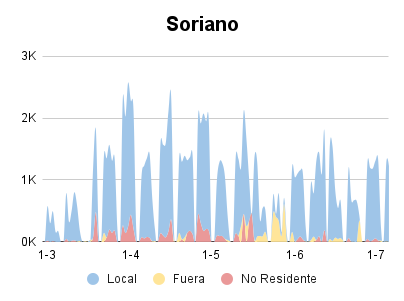 Soriano
3K
2K
1K
0K
1-3 1-4 1-5 1-6 1-7
Local Fuera No Residente